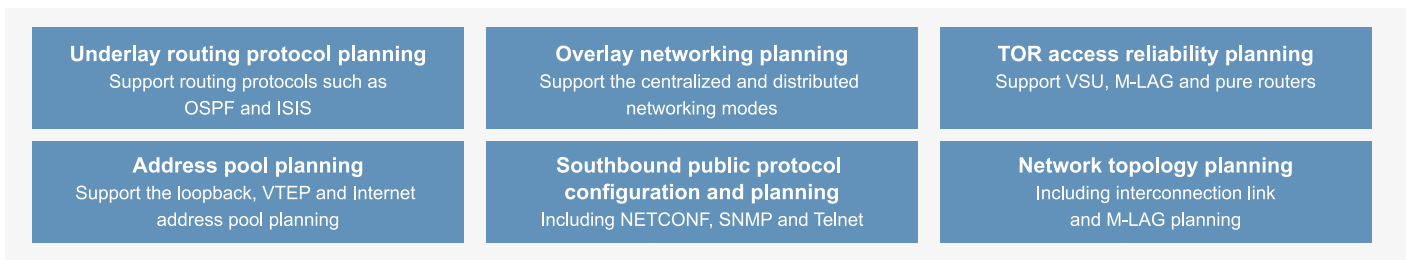 Underlay routing protocol planning
Support routing protocols such as
OSPF and ISIS
Overlay networking planning
Support the centralized and distributed
networking modes
TOR access reliability planning
Support VSU, M-LAG and pure routers
Address pool planning
Support the loopback, VTEP and Internet
address pool planning
Southbound public protocol
configuration and planning
Including NETCONF, SNMP and Telnet
Network topology planning
Including interconnection link
and M-LAG planning